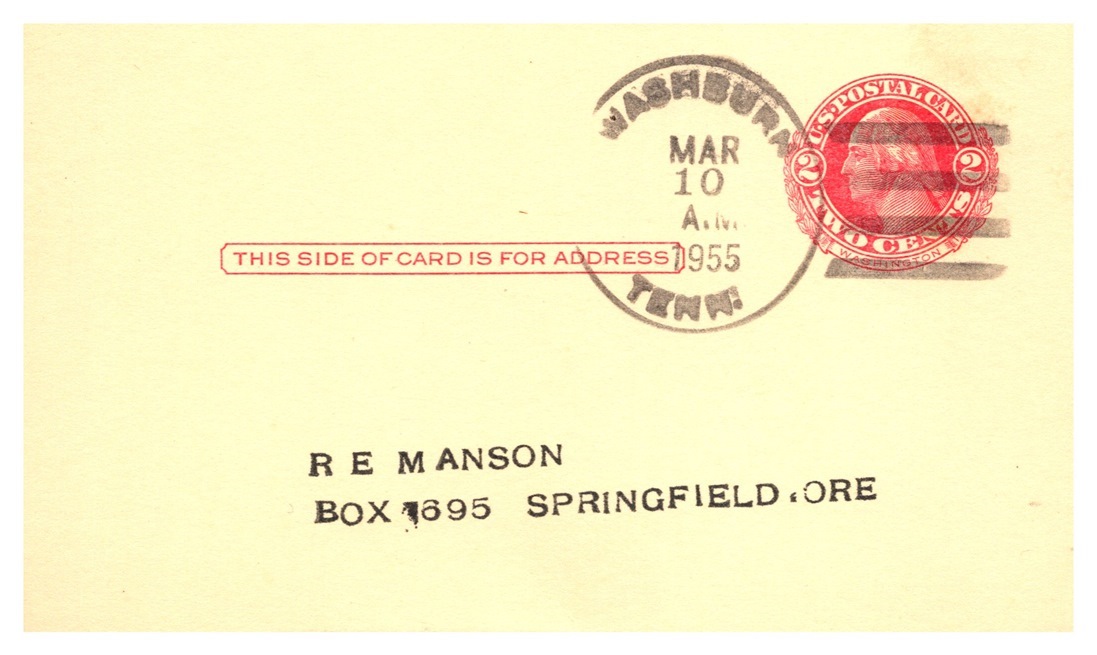 WASHBURN
MAR
10
A.M.
1955
TENN.
U.S. POSTAL CARD
2 2
TWO CENTS
WASHINGTON
THIS SIDE OF CARD IS FOR ADDRESS
R E MANSON
BOX 1695 SPRINGFIELD, ORE